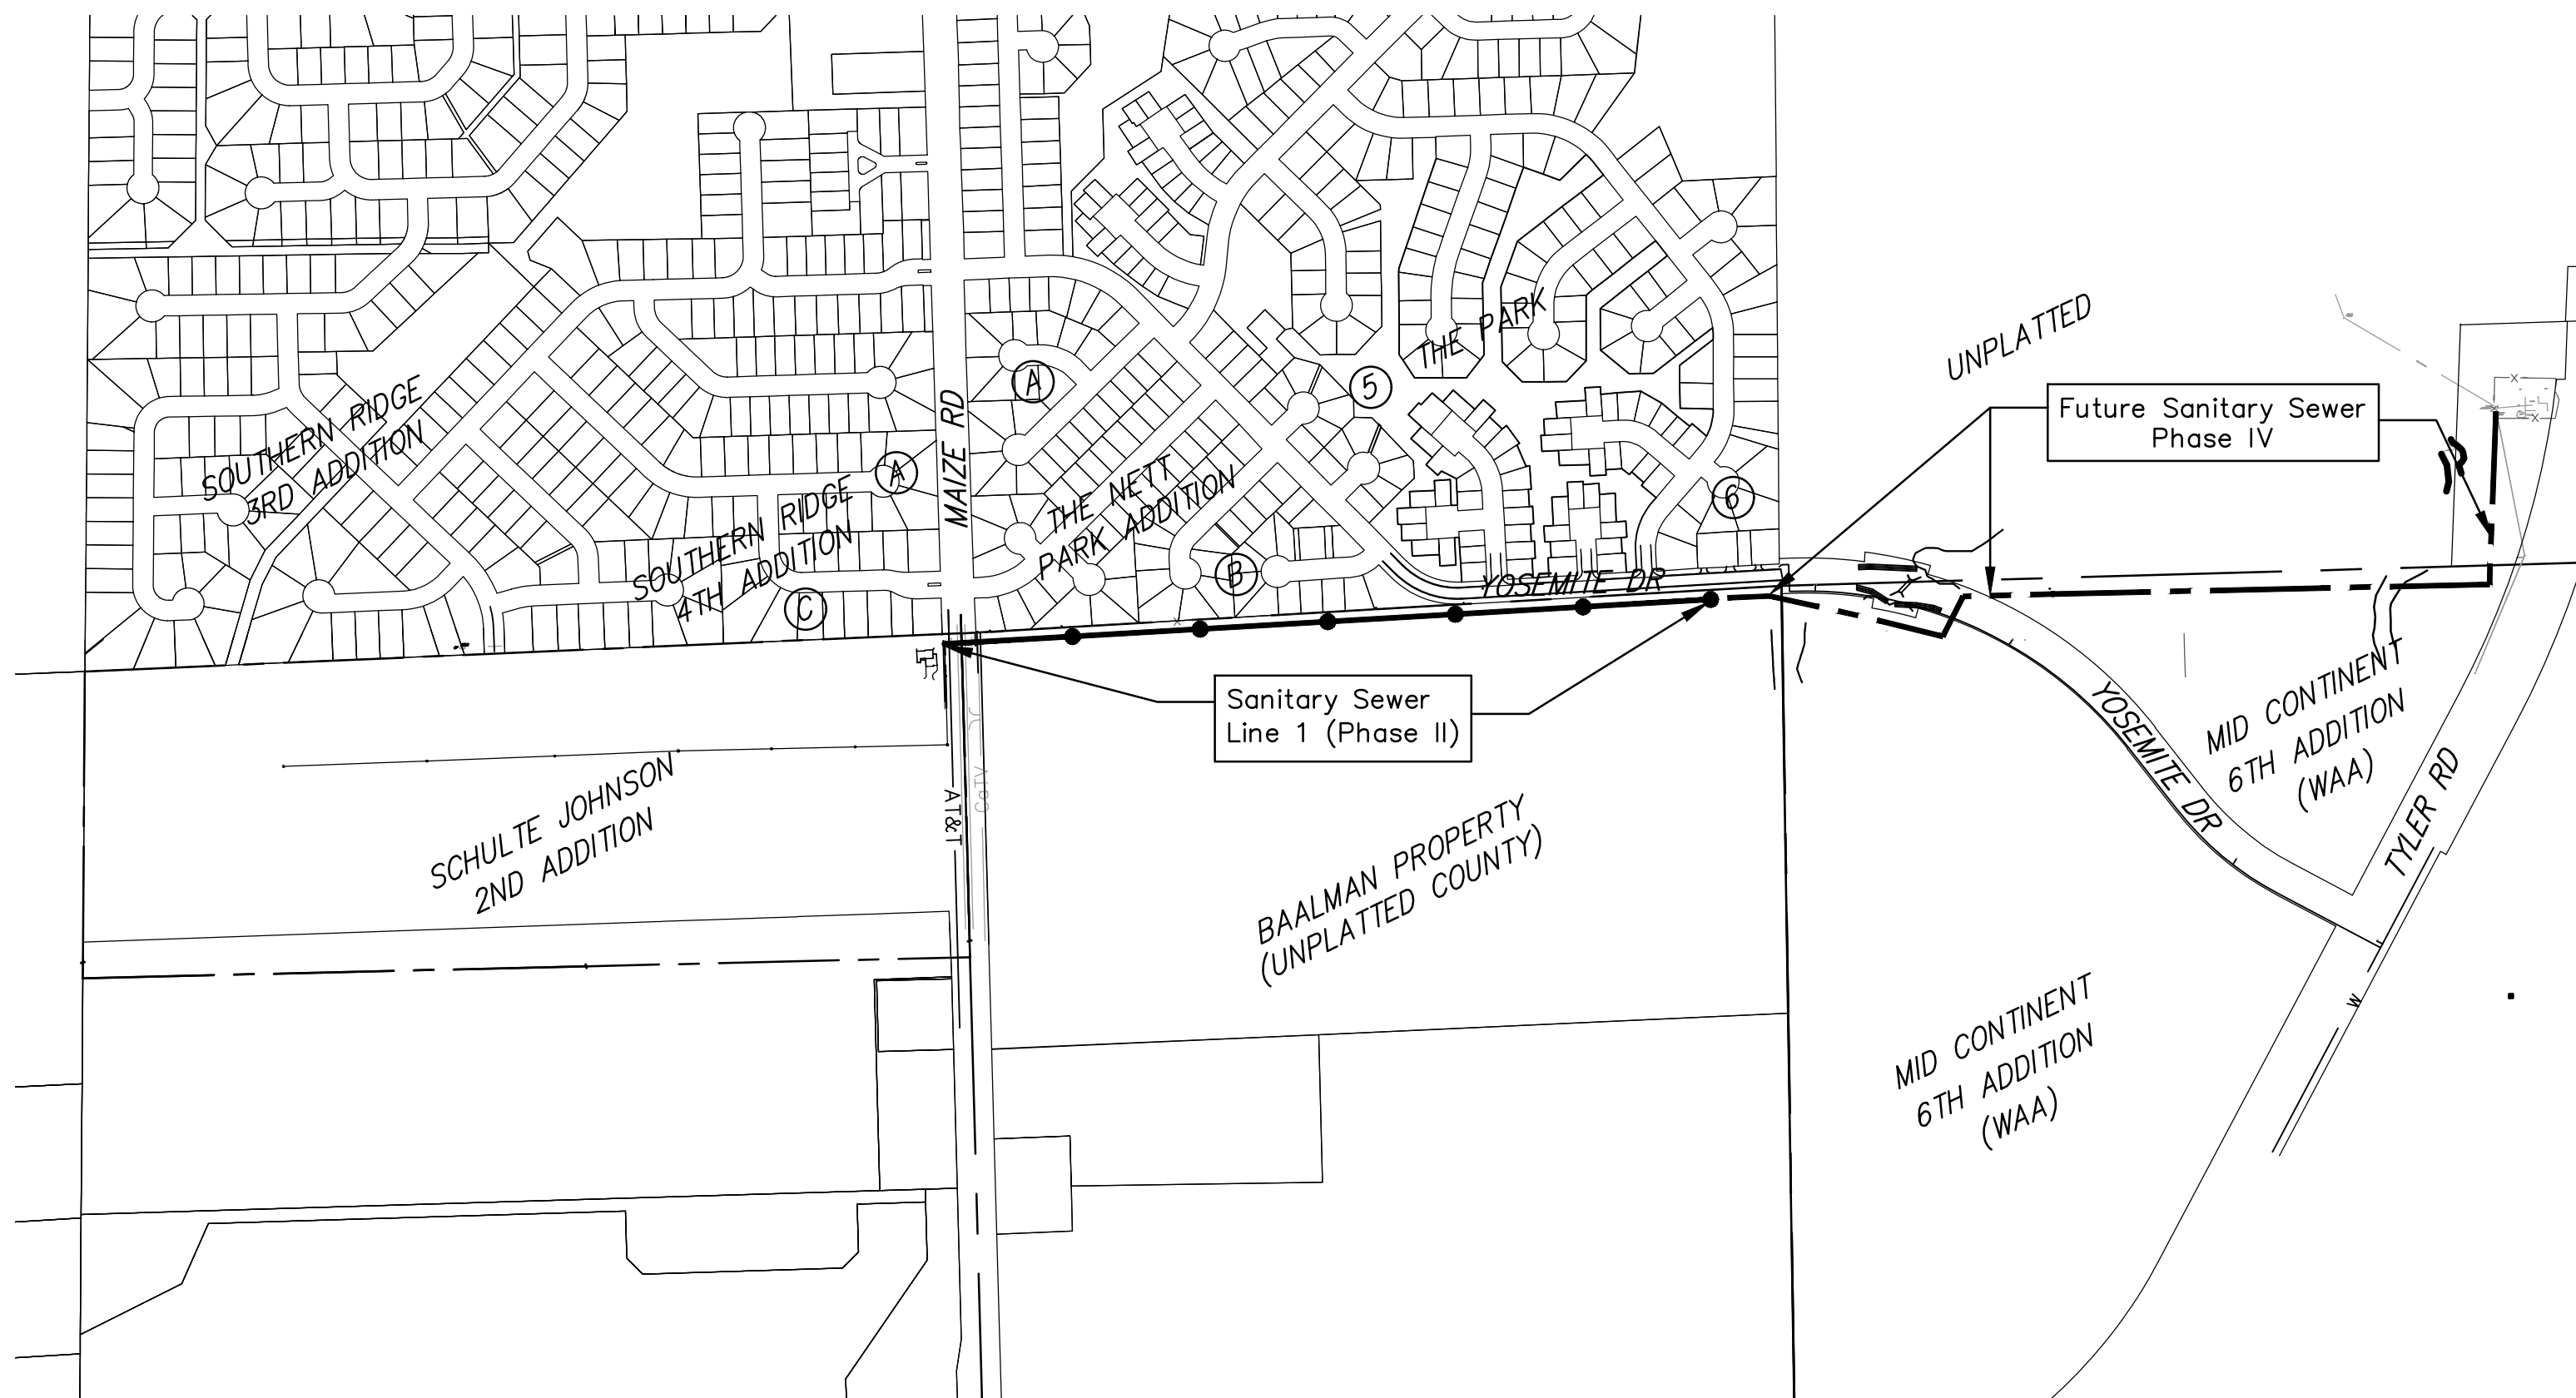 UNPLATTED
THE PARK
5
A
Future Sanitary Sewer
Phase IV
SOUTHERN RIDGE
3RD ADDITION
MAIZE RD
A
THE NETT
PARK ADDITION
6
SOUTHERN RIDGE
4TH ADDITION
B
C
YOSEMITE DR
X
X
X
Sanitary Sewer
Line 1 (Phase II)
MID CONTINENT
6TH ADDITION
(WAA)
YOSEMITE DR
TYLER RD
SCHULTE JOHNSON
2ND ADDITION
AT&T
CaTV
BAALMAN PROPERTY
(UNPLATTED COUNTY)
MID CONTINENT
6TH ADDITION
(WAA)
W